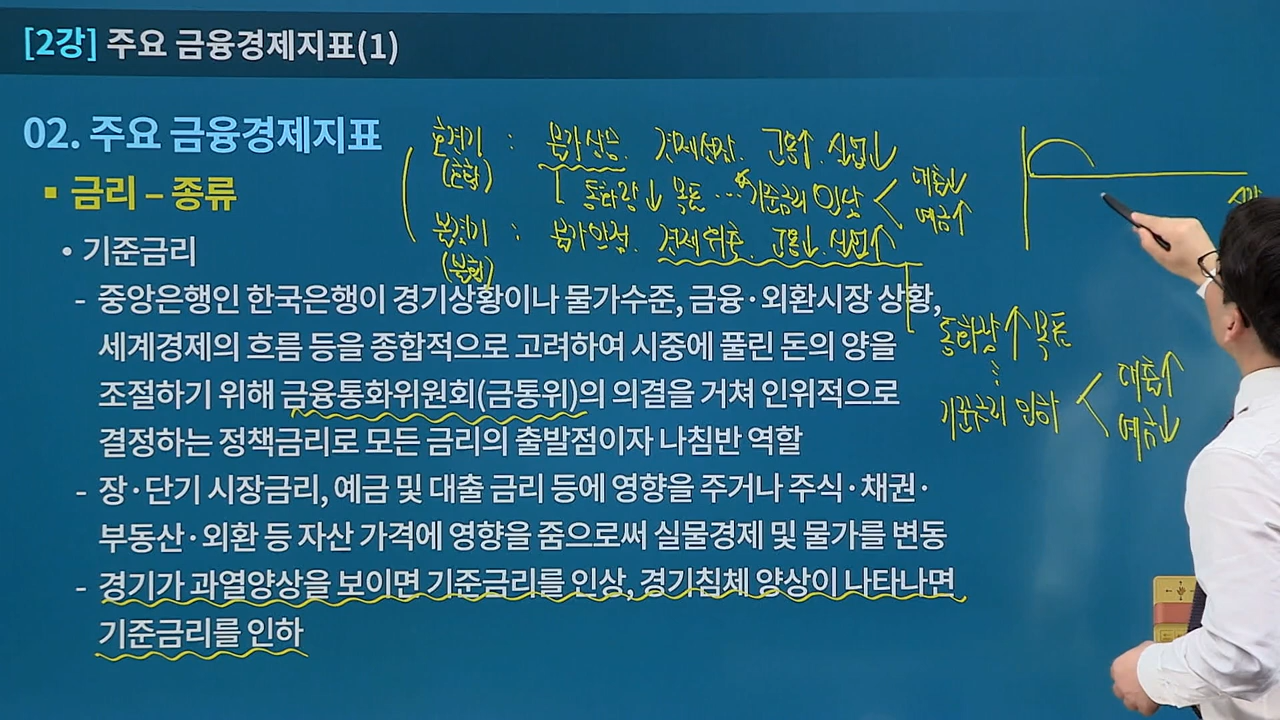 [2강] 주요 금융경제지표(1)
02. 주요 금융경제지표
▪ 금리 – 종류
• 기준금리
- 중앙은행인 한국은행이 경기상황이나 물가수준, 금융·외환시장 상황,
세계경제의 흐름 등을 종합적으로 고려하여 시중에 풀린 돈의 양을
조절하기 위해 금융통화위원회(금통위)의 의결을 거쳐 인위적으로
결정하는 정책금리로 모든 금리의 출발점이자 나침반 역할
- 장·단기 시장금리, 예금 및 대출 금리 등에 영향을 주거나 주식·채권·
부동산·외환 등 자산 가격에 영향을 줌으로써 실물경제 및 물가를 변동
- 경기가 과열양상을 보이면 기준금리를 인상, 경기침체 양상이 나타나면
기준금리를 인하
호경기 : 물가상승. 경제성장. 고용↑. 실업↓
(호황)
통화량↓ 목표 ... 기준금리 인상 < 대출↓
예금↑
불경기 : 물가안정. 경제위축. 고용↓. 실업↑
(불황)
통화량↑ 목표
기준금리 인하 < 대출↑
예금↓